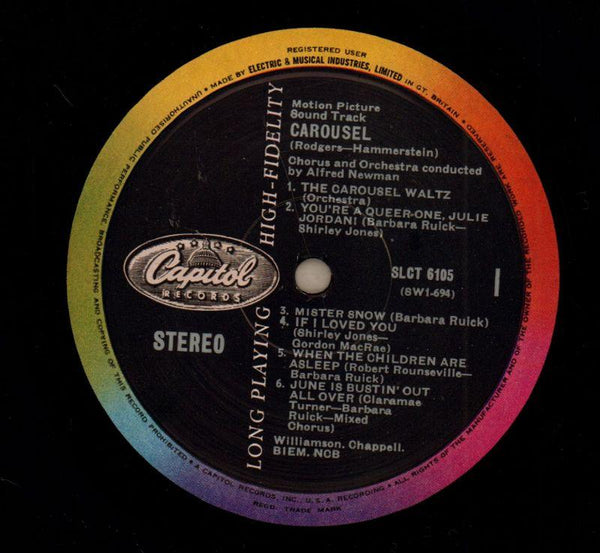 REGISTERED USER
• UNAUTHORISED PUBLIC PERFORMANCE, BROADCASTING AND COPYING OF THIS RECORD PROHIBITED • MADE BY ELECTRIC & MUSICAL INDUSTRIES, LIMITED IN GT. BRITAIN • ALL RIGHTS OF THE MANUFACTURER AND OF THE OWNER OF THE RECORDED WORK ARE RESERVED
Motion Picture
Sound Track
CAROUSEL
(Rodgers—Hammerstein)
Chorus and Orchestra conducted
by Alfred Newman
1. THE CAROUSEL WALTZ
(Orchestra)
2. YOU'RE A QUEER-ONE, JULIE
JORDAN! (Barbara Ruick—
Shirley Jones)
Capitol
RECORDS
SLCT 6105
(SW1-694)
1
STEREO
LONG PLAYING HIGH-FIDELITY
3. MISTER SNOW (Barbara Ruick)
4. IF I LOVED YOU
(Shirley Jones—
Gordon MacRae)
5. WHEN THE CHILDREN ARE
ASLEEP (Robert Rounseville—
Barbara Ruick)
6. JUNE IS BUSTIN' OUT
ALL OVER (Claramae
Turner—Barbara
Ruick—Mixed
Chorus)
Williamson. Chappell.
BIEM. NCB
• A CAPITOL RECORDS, INC., U.S.A. RECORDING •
REGD. TRADE MARK